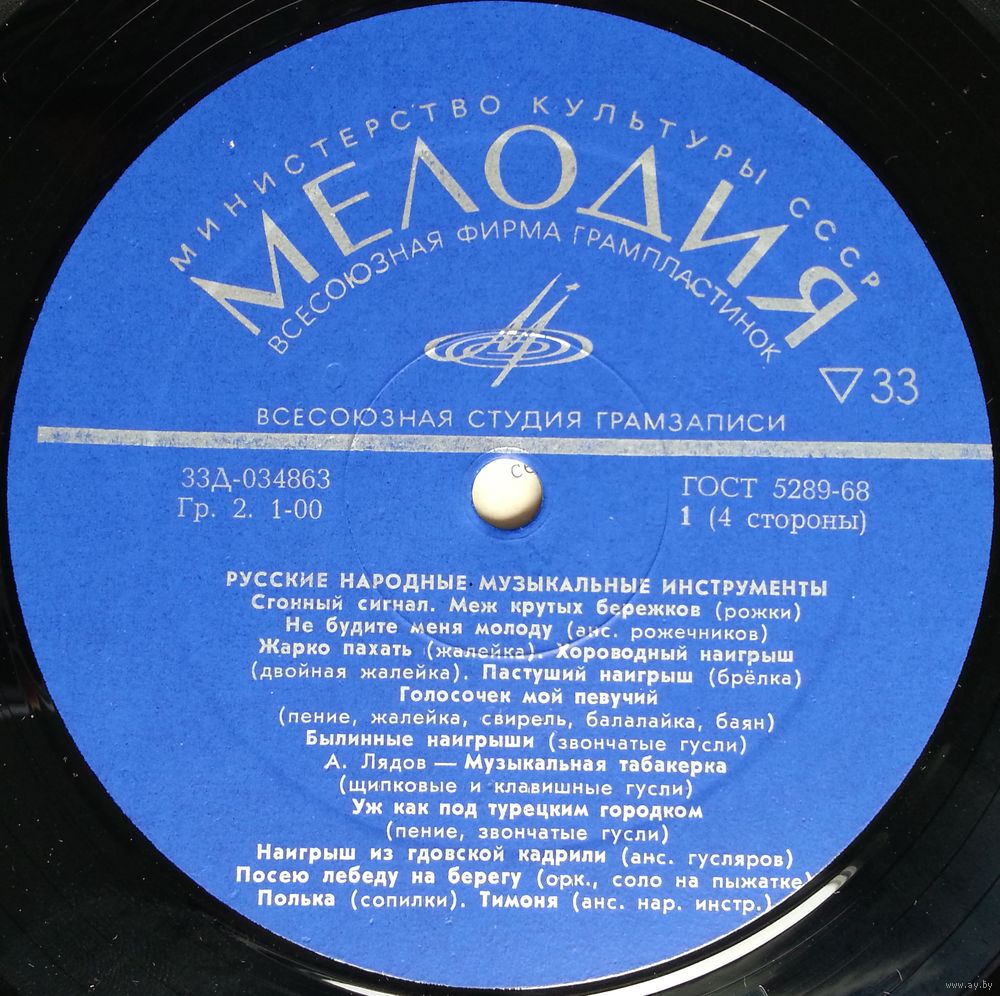 МИНИСТЕРСТВО КУЛЬТУРЫ СССР
МЕЛОДИЯ
ВСЕСОЮЗНАЯ ФИРМА ГРАМПЛАСТИНОК
▽33
ВСЕСОЮЗНАЯ СТУДИЯ ГРАМЗАПИСИ
33Д-034863
Гр. 2. 1-00
ГОСТ 5289-68
1 (4 стороны)
РУССКИЕ НАРОДНЫЕ МУЗЫКАЛЬНЫЕ ИНСТРУМЕНТЫ
Сгонный сигнал. Меж крутых бережков (рожки)
Не будите меня молоду (анс. рожечников)
Жарко пахать (жалейка). Хороводный наигрыш
(двойная жалейка). Пастуший наигрыш (брёлка)
Голосочек мой певучий
(пение, жалейка, свирель, балалайка, баян)
Былинные наигрыши (звончатые гусли)
А. Лядов — Музыкальная табакерка
(щипковые и клавишные гусли)
Уж как под турецким городком
(пение, звончатые гусли)
Наигрыш из гдовской кадрили (анс. гусляров)
Посею лебеду на берегу (орк., соло на пыжатке)
Полька (сопилки). Тимоня (анс. нар. инстр.)
www.ay.by